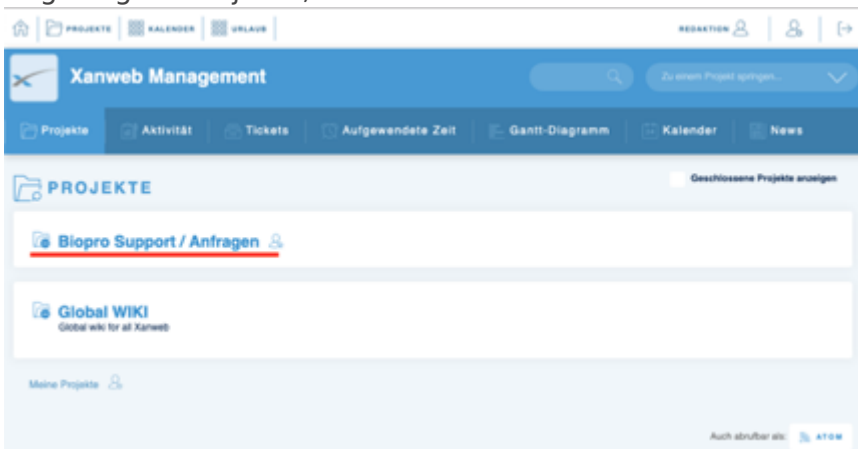 PROJEKTE KALENDER URLAUB REDAKTION
Xanweb Management
Zu einem Projekt springen...
Projekte Aktivität Tickets Aufgewendete Zeit Gantt-Diagramm Kalender News
PROJEKTE
Geschlossene Projekte anzeigen
Biopro Support / Anfragen
Global WIKI
Global wiki for all Xanweb
Meine Projekte
Auch abrufbar als: ATOM